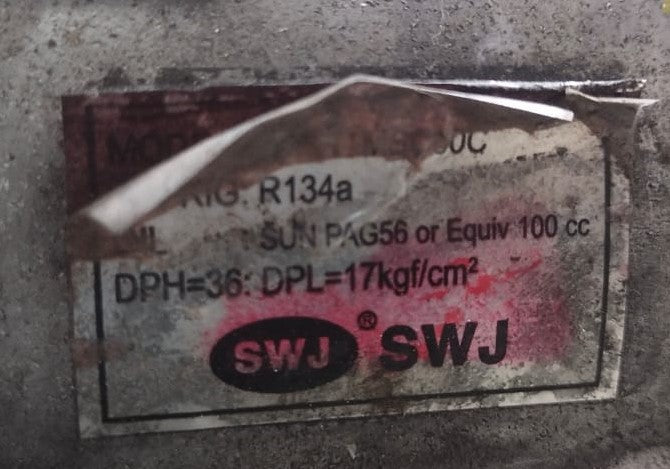 R134a
SUN PAG56 or Equiv 100 cc
DPH=36: DPL=17kgf/cm²
SWJ ® SWJ